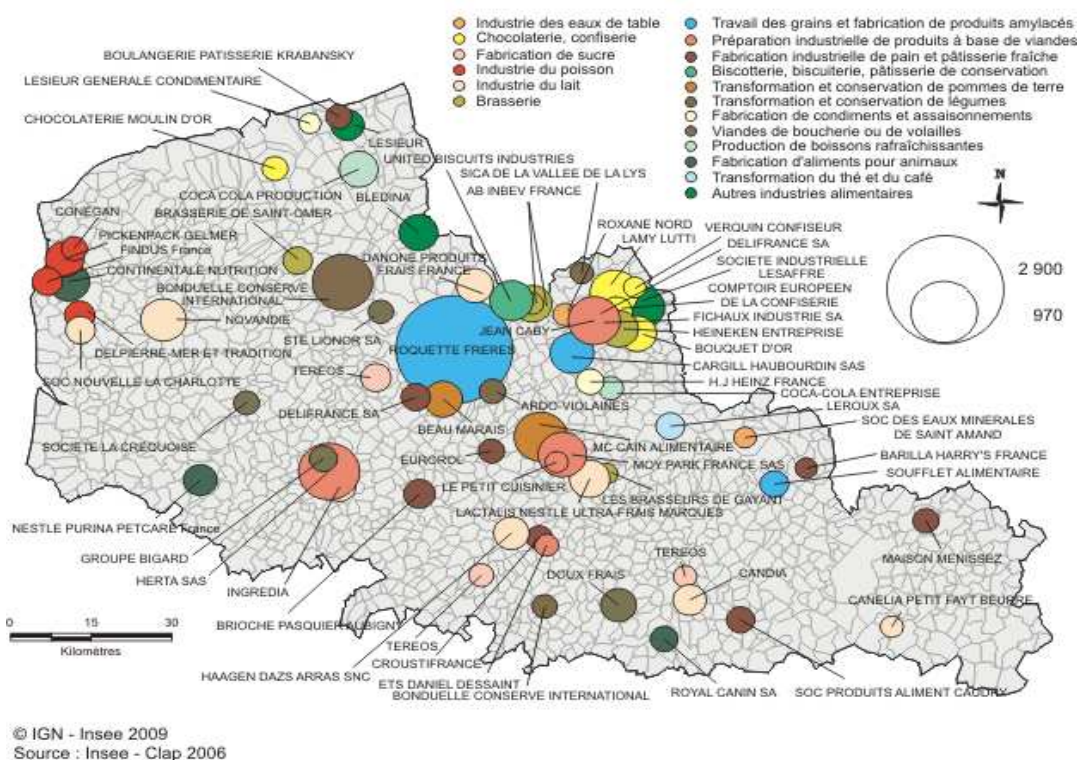 Industrie des eaux de table
Chocolaterie, confiserie
Fabrication de sucre
Industrie du poisson
Industrie du lait
Brasserie
Travail des grains et fabrication de produits amylacés
Préparation industrielle de produits à base de viandes
Fabrication industrielle de pain et pâtisserie fraîche
Biscotterie, biscuiterie, pâtisserie de conservation
Transformation et conservation de pommes de terre
Transformation et conservation de légumes
Fabrication de condiments et assaisonnements
Viandes de boucherie ou de volailles
Production de boissons rafraîchissantes
Fabrication d'aliments pour animaux
Transformation du thé et du café
Autres industries alimentaires
N
2 900
970
BOULANGERIE PATISSERIE KRABANSKY
LESIEUR GENERALE CONDIMENTAIRE
CHOCOLATERIE MOULIN D'OR
LESIEUR
UNITED BISCUITS INDUSTRIES
SICA DE LA VALLEE DE LA LYS
AB INBEV FRANCE
COCA COLA PRODUCTION
BLEDINA
BRASSERIE DE SAINT-OMER
CONEGAN
PICKENPACK GELMER
FINDUS France
CONTINENTALE NUTRITION
BONDUELLE CONSERVE
INTERNATIONAL
NOVANDIE
DELPIERRE-MER ET TRADITION
SOC NOUVELLE LA CHARLOTTE
DANONE PRODUITS
FRAIS FRANCE
STE LIONOR SA
JEAN CABY
ROQUETTE FRERES
TEREOS
ROXANE NORD
LAMY LUTTI
VERQUIN CONFISEUR
DELIFRANCE SA
SOCIETE INDUSTRIELLE
LESAFFRE
COMPTOIR EUROPEEN
DE LA CONFISERIE
FICHAUX INDUSTRIE SA
HEINEKEN ENTREPRISE
BOUQUET D'OR
CARGILL HAUBOURDIN SAS
H.J HEINZ FRANCE
COCA-COLA ENTREPRISE
LEROUX SA
SOC DES EAUX MINERALES
DE SAINT AMAND
BARILLA HARRY'S FRANCE
SOUFFLET ALIMENTAIRE
DELIFRANCE SA
ARDO-VIOLAINES
BEAU MARAIS
SOCIETE LA CRÉQUOISE
EUROROL
MC CAIN ALIMENTAIRE
MOY PARK FRANCE SAS
LE PETIT CUISINIER
LES BRASSEURS DE GAYANT
LACTALIS NESTLE ULTRA-FRAIS MARQUES
NESTLE PURINA PETCARE France
GROUPE BIGARD
HERTA SAS
INGREDIA
BRIOCHE PASQUIER AUBIGNY
TEREOS
HAAGEN DAZS ARRAS SNC
CROUSTIFRANCE
ETS DANIEL DESSAINT
BONDUELLE CONSERVE INTERNATIONAL
DOUX FRAIS
TEREOS
CANDIA
MAISON MENISSEZ
CANELIA PETIT FAYT BEURRE
ROYAL CANIN SA
SOC PRODUITS ALIMENT CAUDRY
0 15 30
Kilomètres
© IGN - Insee 2009
Source : Insee - Clap 2006